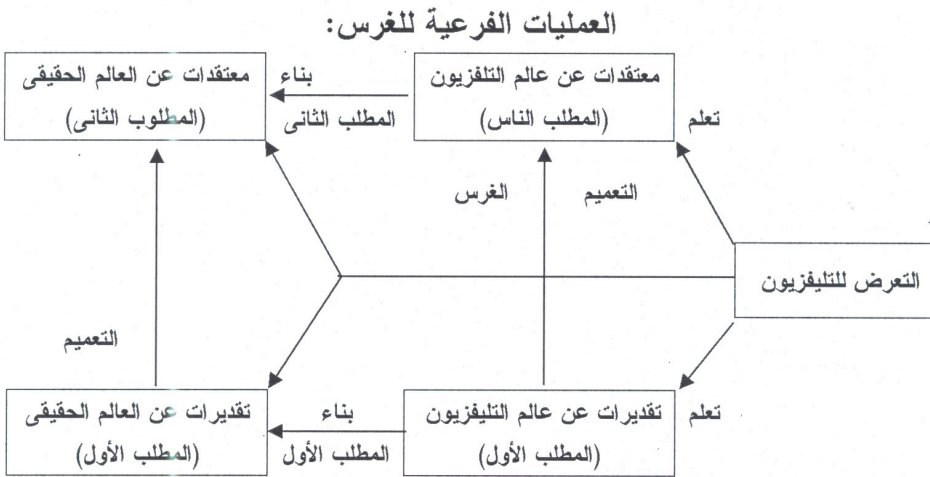 العمليات الفرعية للغرس:
معتقدات عن عالم التلفزيون
(المطلب الناس)
بناء
المطلب الثانى
معتقدات عن العالم الحقيقى
(المطلوب الثانى)
تعلم
التعميم
الغرس
التعرض للتليفزيون
التعميم
تعلم
تقديرات عن عالم التليفزيون
(المطلب الأول)
بناء
المطلب الأول
تقديرات عن العالم الحقيقى
(المطلب الأول)